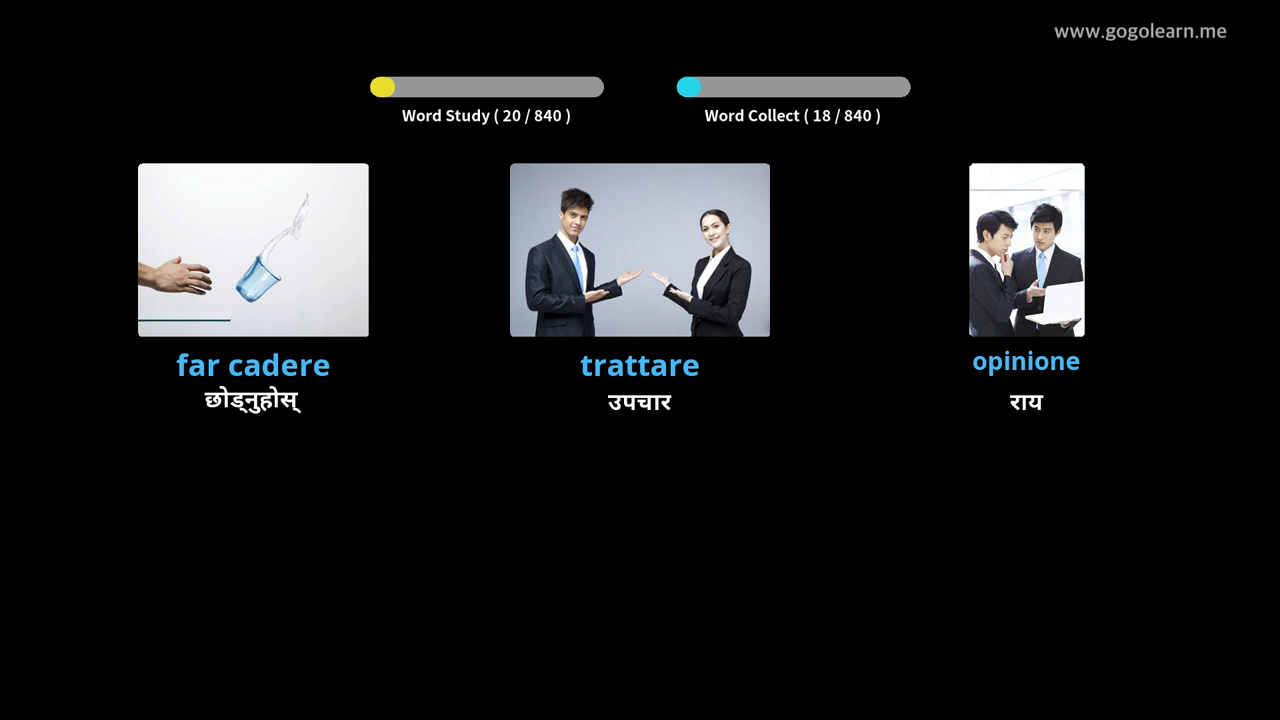 www.gogolearn.me
Word Study ( 20 / 840 )
Word Collect ( 18 / 840 )
far cadere
छोड्नुहोस्
trattare
उपचार
opinione
राय